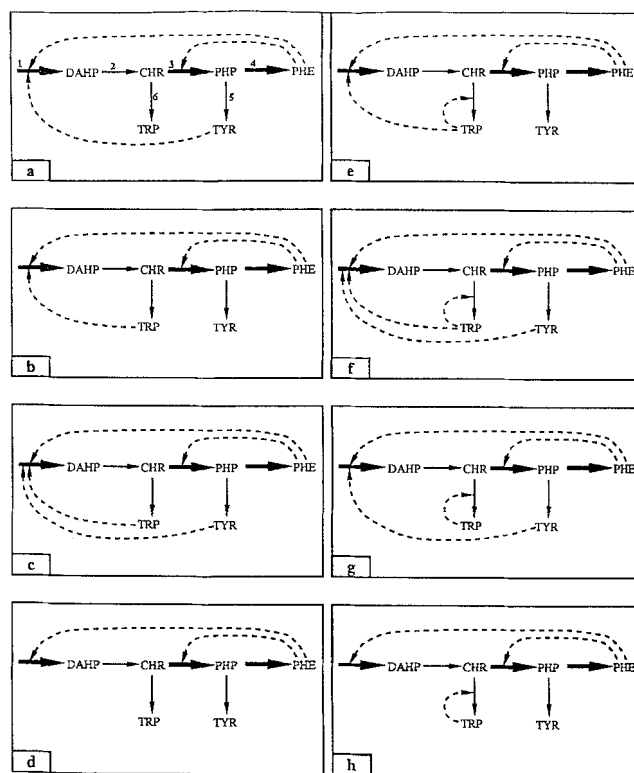 1 DAHP 2 CHR 3 PHP 4 PHE
6 5
TRP TYR
a
DAHP CHR PHP PHE
TRP TYR
b
DAHP CHR PHP PHE
TRP TYR
c
DAHP CHR PHP PHE
TRP TYR
d
DAHP CHR PHP PHE
TRP TYR
e
DAHP CHR PHP PHE
TRP TYR
f
DAHP CHR PHP PHE
TRP TYR
g
DAHP CHR PHP PHE
TRP TYR
h